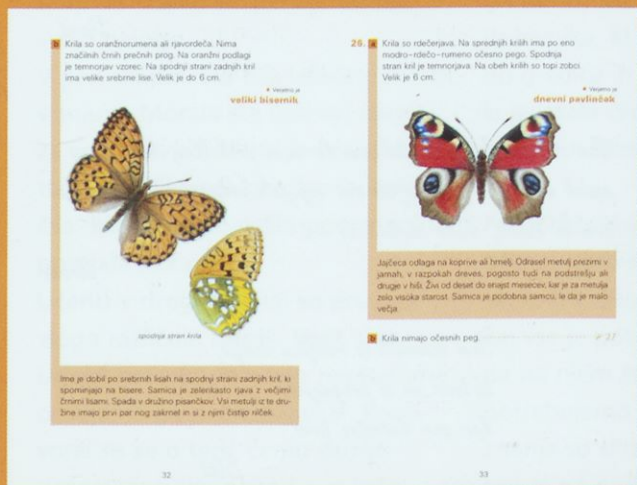 b Krila so oranžnorumena ali rjavordeča. Nima
značilnih črnih prečnih prog. Na oranžni podlagi
je temnorjav vzorec. Na spodnji strani zadnjih kril
ima velike srebrne lise. Velik je do 6 cm.
Verjetno je
veliki bisernik
spodnja stran krila
Ime je dobil po srebrnih lisah na spodnji strani zadnjih kril, ki
spominjajo na bisere. Samica je zelenkasto rjava z večjimi
črnimi lisami. Spada v družino pisančkov. Vsi metulji iz te dru-
žine imajo prvi par nog zakrnel in si z njim čistijo rilček.
32
26. a Krila so rdečerjava. Na sprednjih krilih ima po eno
modro-rdečo-rumeno očesno pego. Spodnja
stran kril je temnorjava. Na obeh krilih so topi zobci.
Velik je 6 cm.
Verjetno je
dnevni pavlinček
Jajčeca odlaga na koprive ali hmelj. Odrasel metulj prezimi v
jamah, v razpokah dreves, pogosto tudi na podstrešju ali
drugje v hiši. Živi od deset do enajst mesecev, kar je za metulja
zelo visoka starost. Samica je podobna samcu, le da je malo
večja.
b Krila nimajo očesnih peg. 27
33